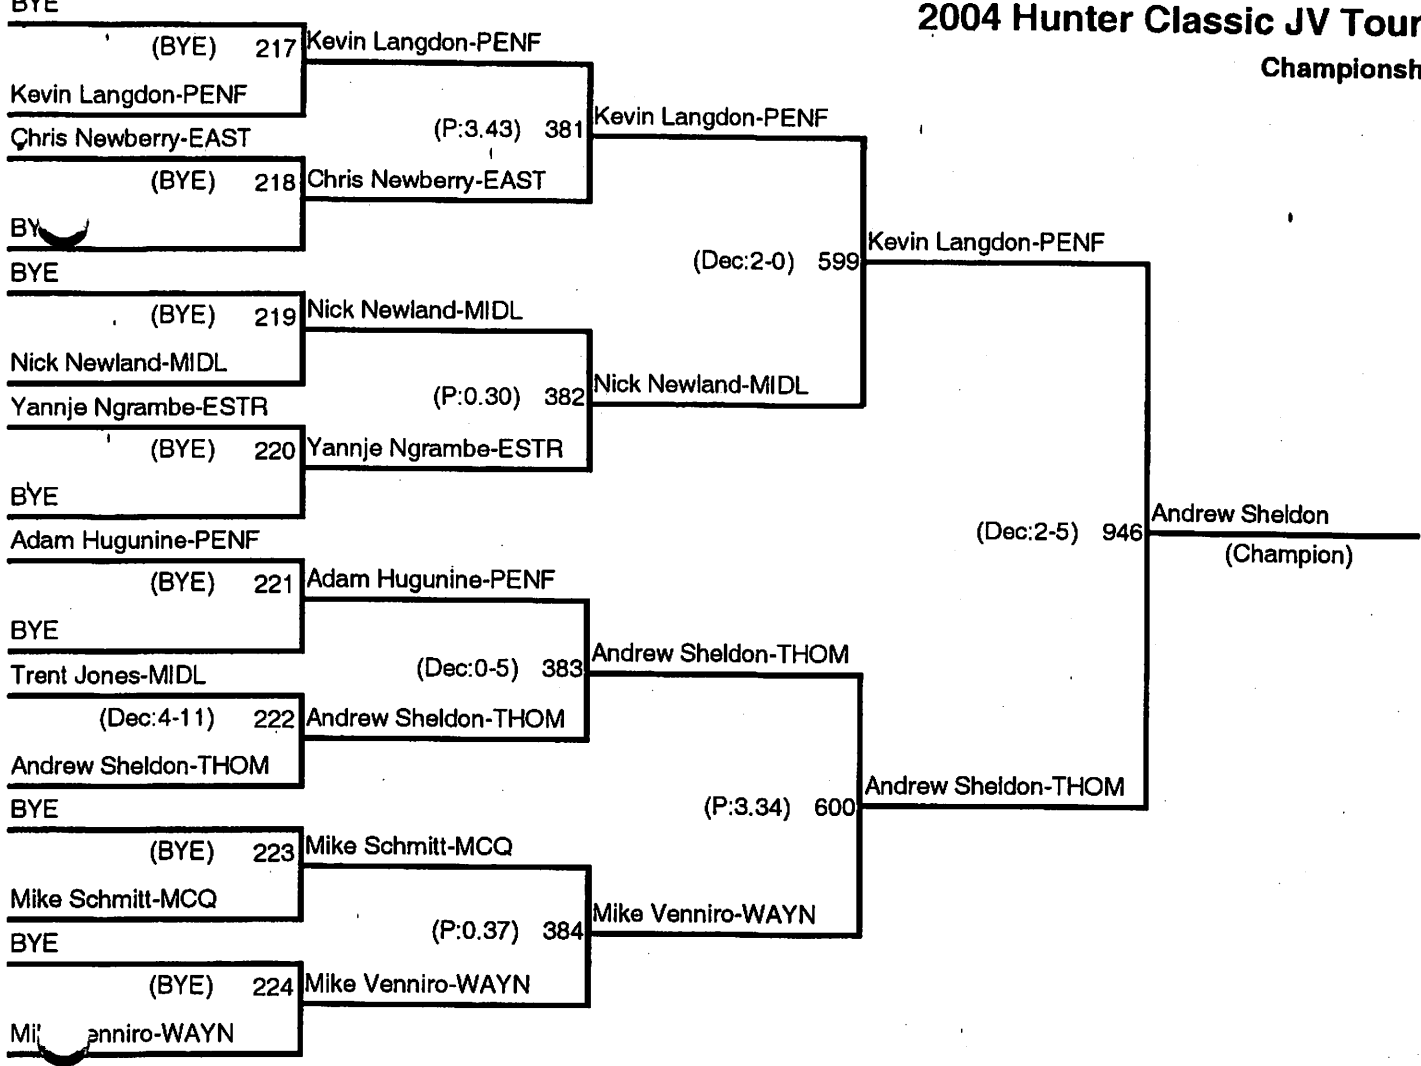 BYE
2004 Hunter Classic JV Tour
Championsh
(BYE) 217 Kevin Langdon-PENF
Kevin Langdon-PENF
(P:3.43) 381 Kevin Langdon-PENF
Chris Newberry-EAST
(BYE) 218 Chris Newberry-EAST
BY
(Dec:2-0) 599 Kevin Langdon-PENF
BYE
(BYE) 219 Nick Newland-MIDL
Nick Newland-MIDL
(P:0.30) 382 Nick Newland-MIDL
Yannje Ngrambe-ESTR
(BYE) 220 Yannje Ngrambe-ESTR
BYE
(Dec:2-5) 946 Andrew Sheldon
(Champion)
Adam Hugunine-PENF
(BYE) 221 Adam Hugunine-PENF
BYE
(Dec:0-5) 383 Andrew Sheldon-THOM
Trent Jones-MIDL
(Dec:4-11) 222 Andrew Sheldon-THOM
Andrew Sheldon-THOM
(P:3.34) 600 Andrew Sheldon-THOM
BYE
(BYE) 223 Mike Schmitt-MCQ
Mike Schmitt-MCQ
(P:0.37) 384 Mike Venniro-WAYN
BYE
(BYE) 224 Mike Venniro-WAYN
Mi enniro-WAYN